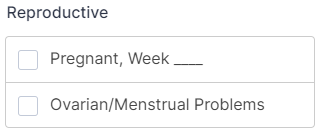 Reproductive
Pregnant, Week ____
Ovarian/Menstrual Problems